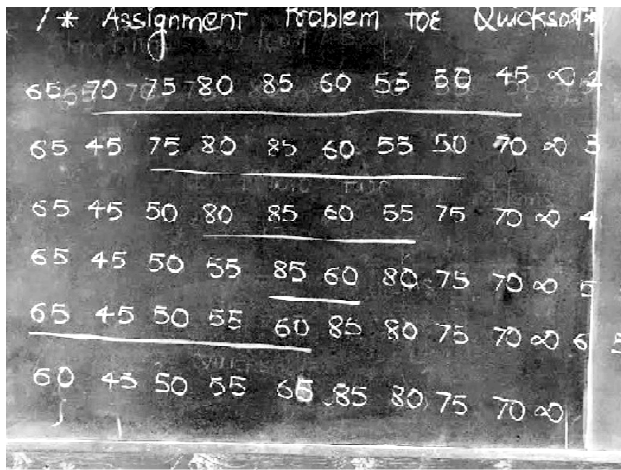 /* Assignment Problem for Quicksort *
65 70 75 80 85 60 55 50 45 ∞ 2
65 45 75 80 85 60 55 50 70 ∞ 3
65 45 50 80 85 60 55 75 70 ∞ 4
65 45 50 55 85 60 80 75 70 ∞ 5
65 45 50 55 60 85 80 75 70 ∞ 6 5
60 45 50 55 65 85 80 75 70 ∞